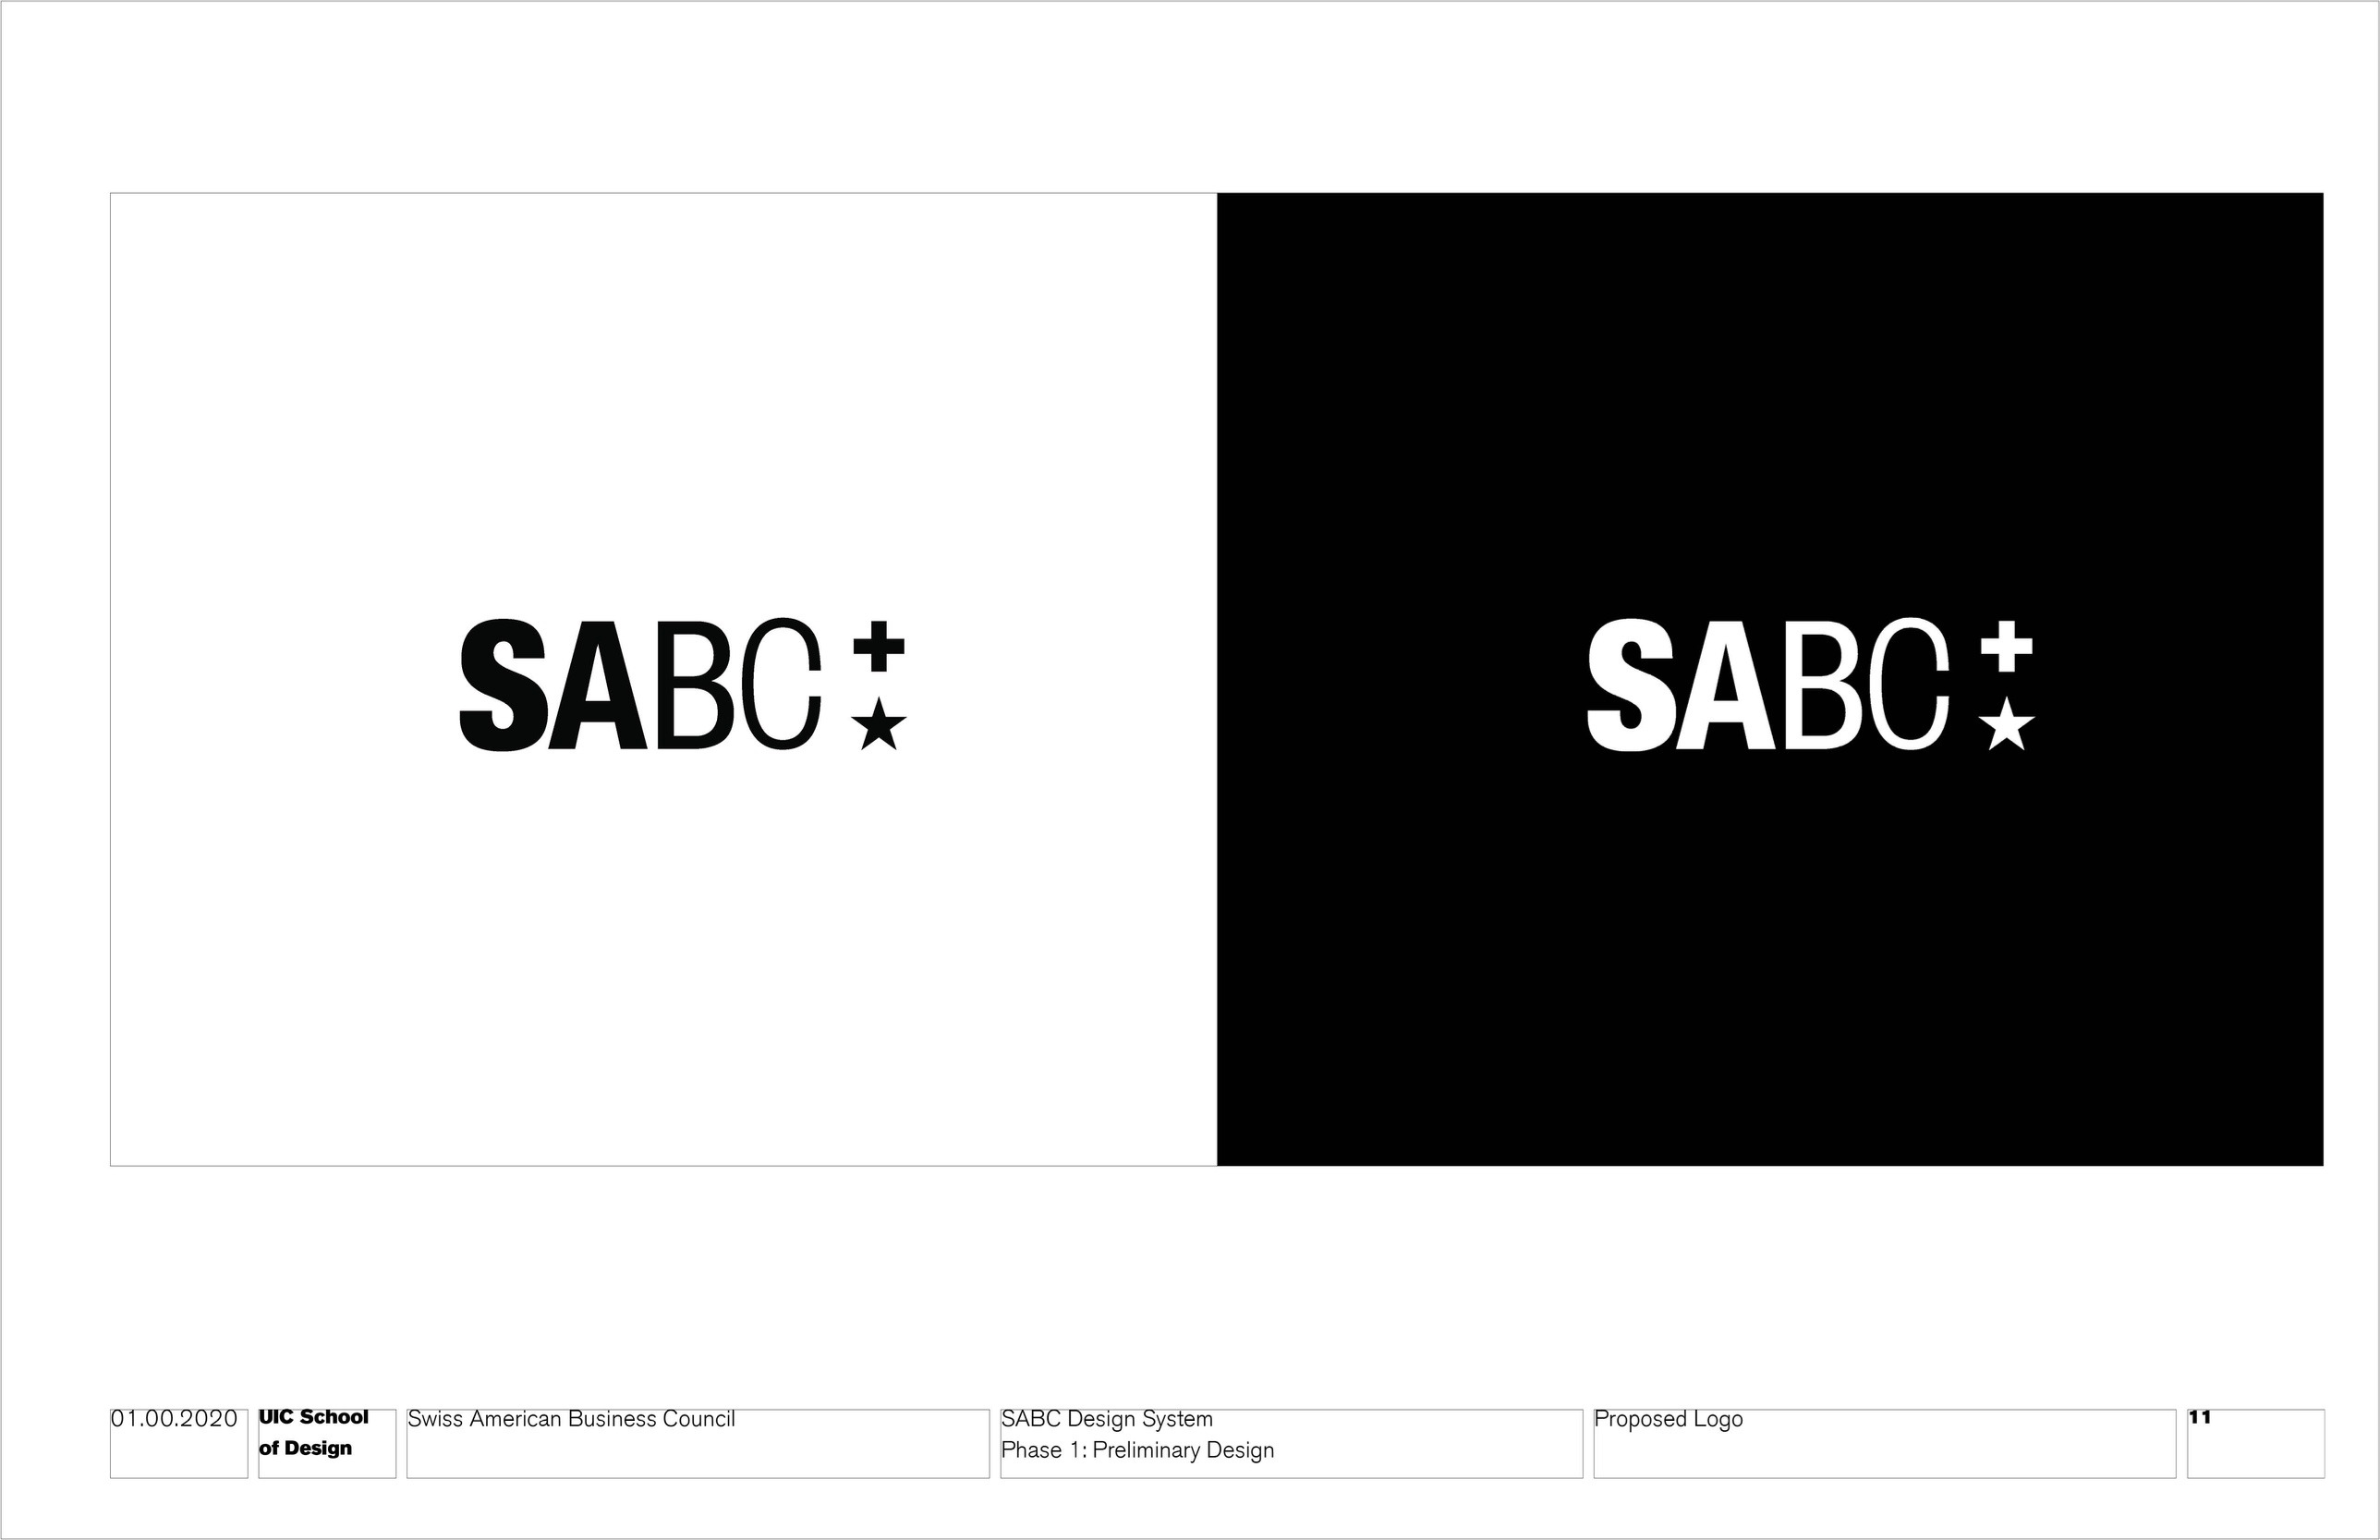 SABC
SABC
01.00.2020
UIC School
of Design
Swiss American Business Council
SABC Design System
Phase 1: Preliminary Design
Proposed Logo
11